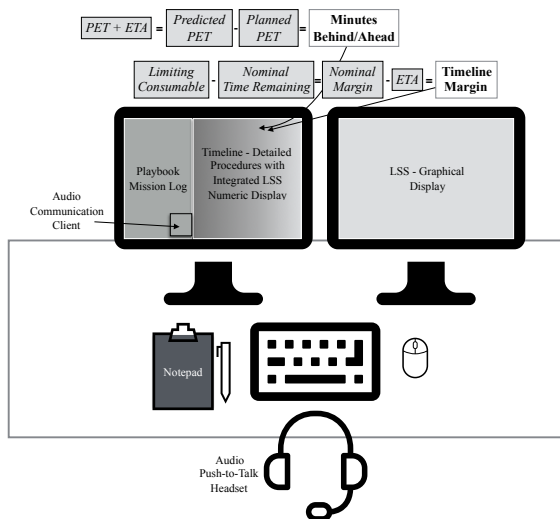 PET + ETA = Predicted PET - Planned PET = Minutes Behind/Ahead
Limiting Consumable - Nominal Time Remaining = Nominal Margin - ETA = Timeline Margin
Playbook
Mission Log
Timeline - Detailed
Procedures with
Integrated LSS
Numeric Display
LSS - Graphical
Display
Audio
Communication
Client
Notepad
Audio
Push-to-Talk
Headset